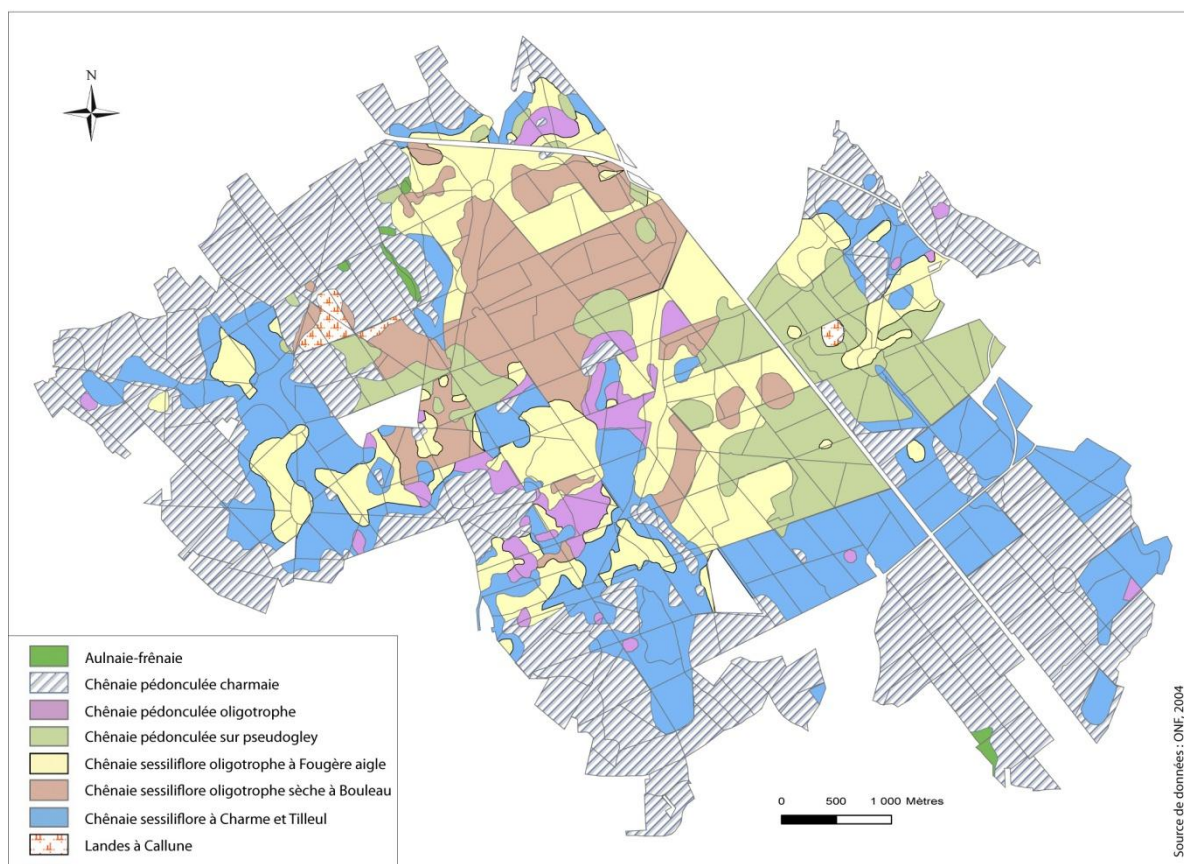 N
Aulnaie-frênaie
Chênaie pédonculée charmaie
Chênaie pédonculée oligotrophe
Chênaie pédonculée sur pseudogley
Chênaie sessiliflore oligotrophe à Fougère aigle
Chênaie sessiliflore oligotrophe sèche à Bouleau
Chênaie sessiliflore à Charme et Tilleul
Landes à Callune
0 500 1 000 Mètres
Source de données : ONF, 2004